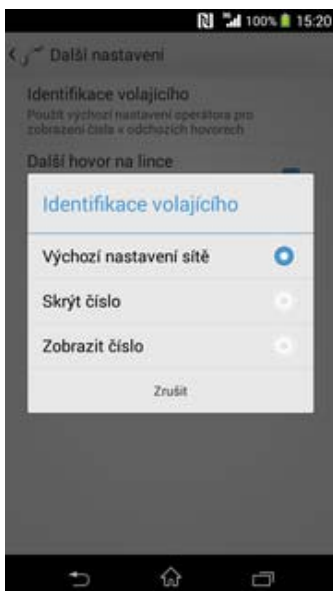 100% 15:20
Další nastavení
Identifikace volajícího
Použít výchozí nastavení operátora pro
zobrazení čísla v odchozích hovorech
Další hovor na lince
Identifikace volajícího
Výchozí nastavení sítě
Skrýt číslo
Zobrazit číslo
Zrušit